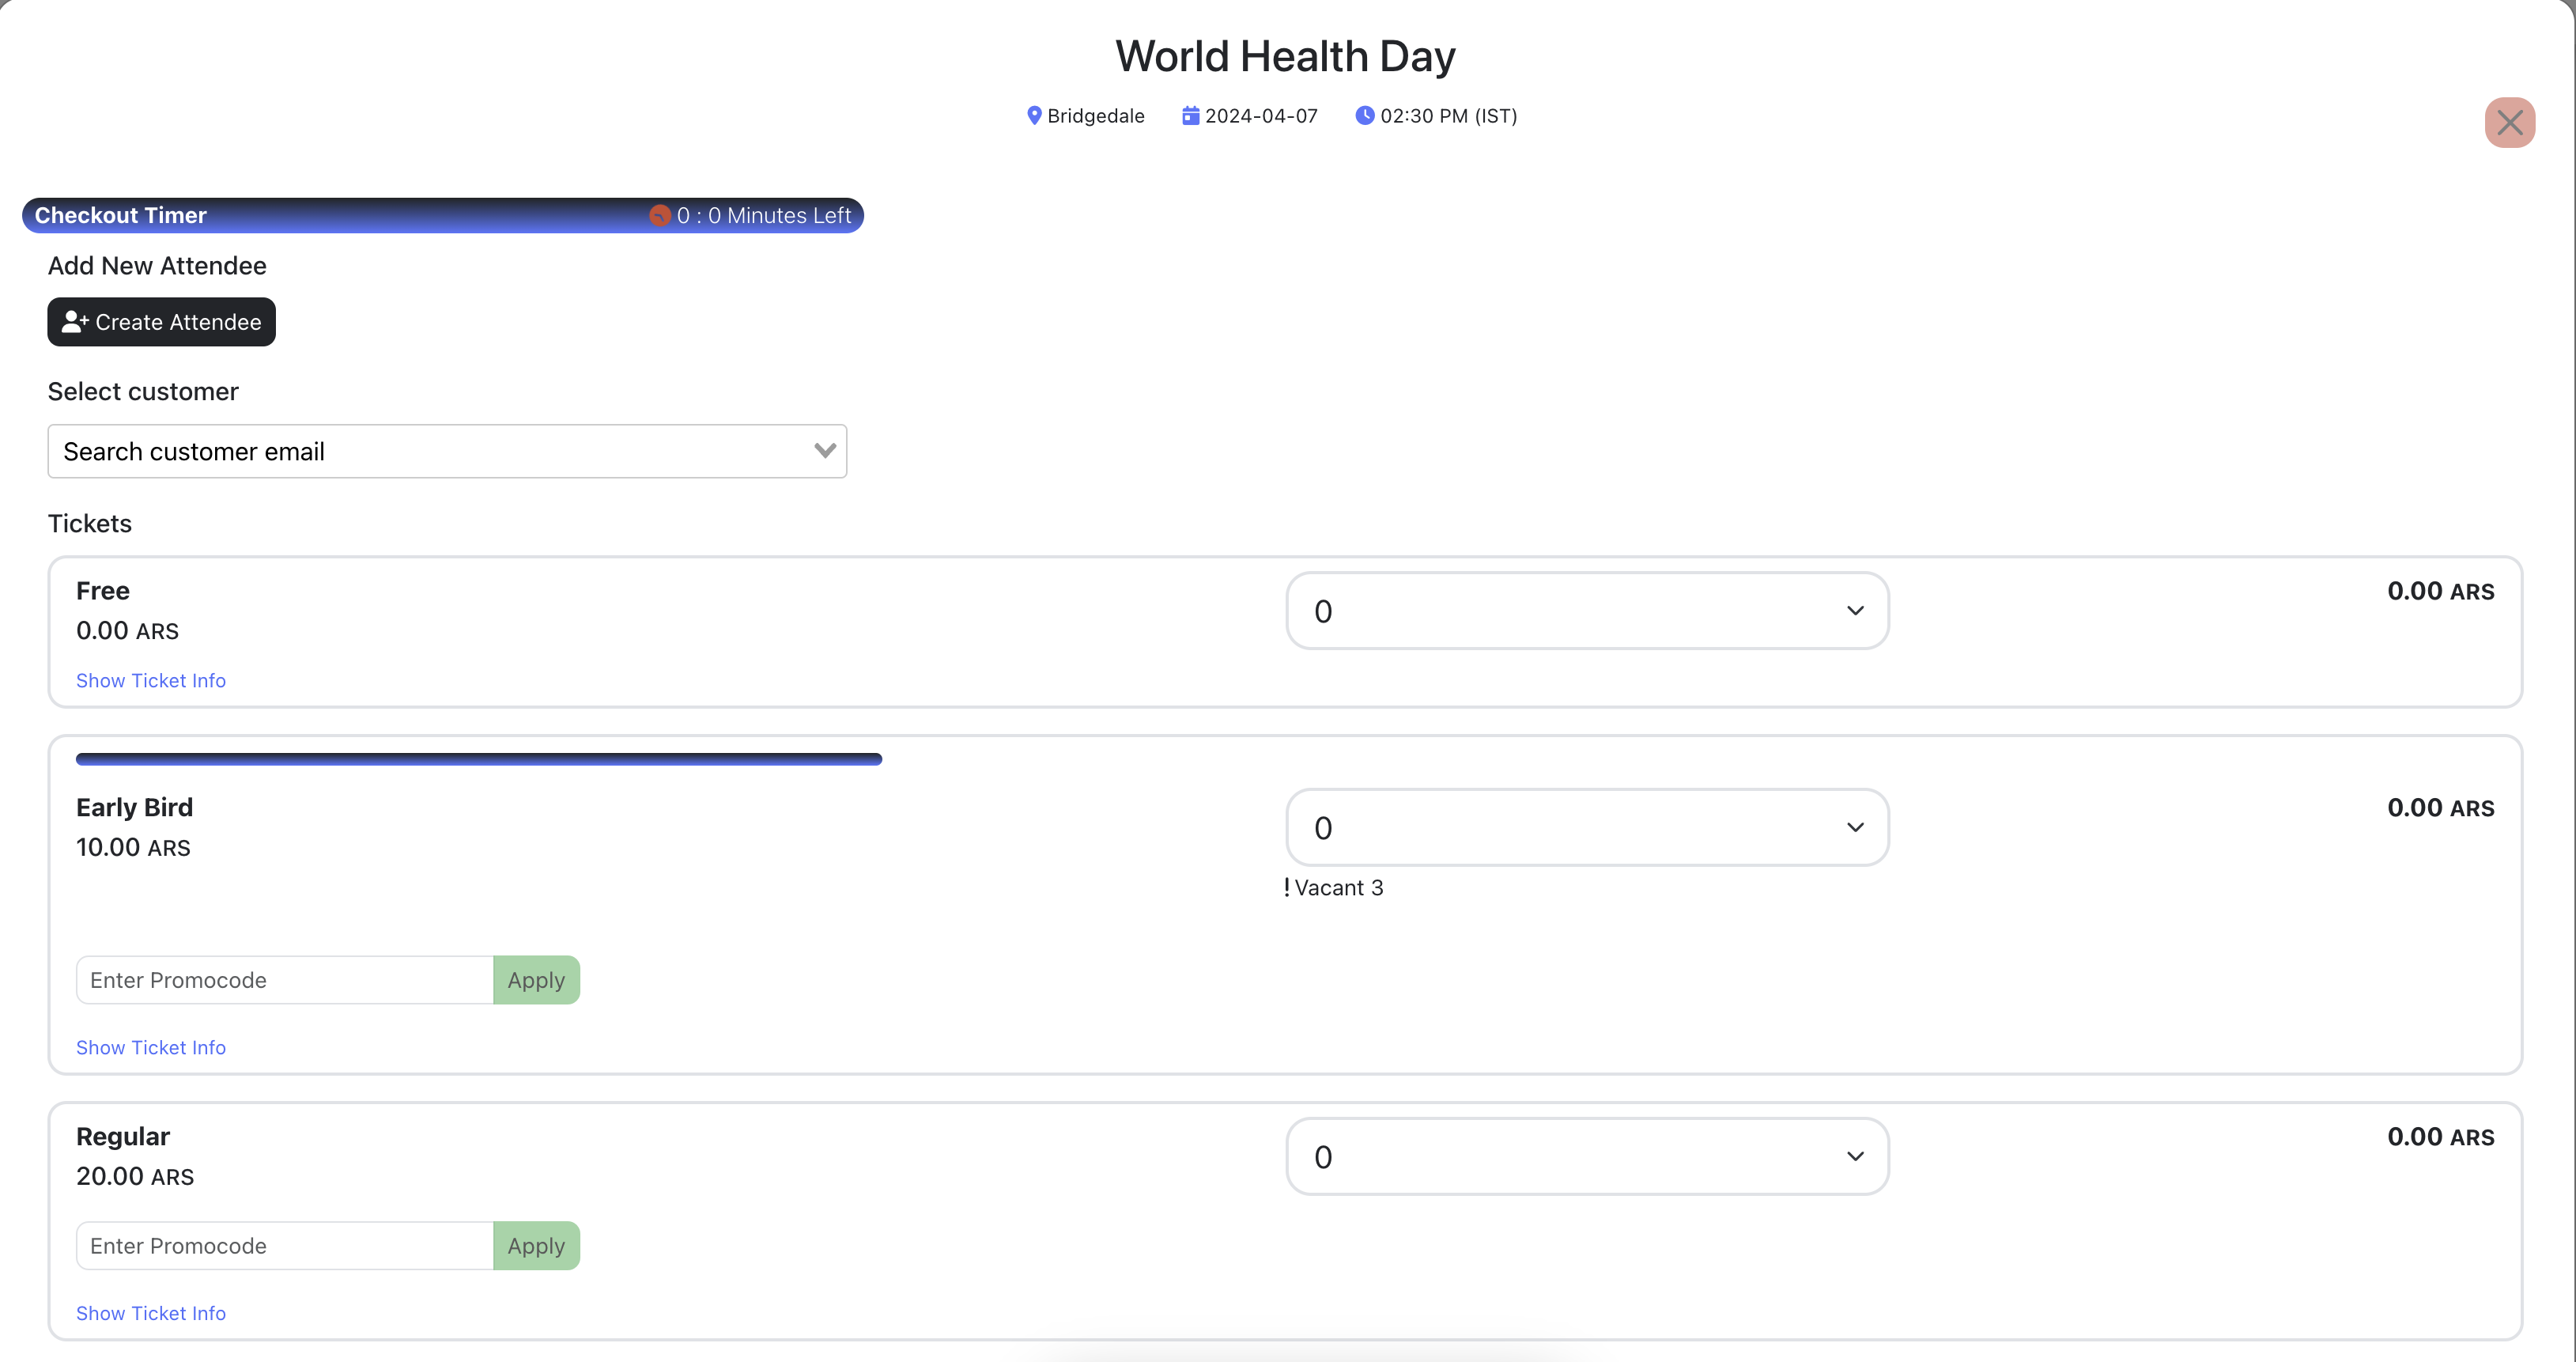 World Health Day
Bridgedale 2024-04-07 02:30 PM (IST)
Checkout Timer 0 : 0 Minutes Left
Add New Attendee
Create Attendee
Select customer
Search customer email
Tickets
Free 0 0.00 ARS
0.00 ARS
Show Ticket Info
Early Bird 0 0.00 ARS
10.00 ARS
! Vacant 3
Enter Promocode Apply
Show Ticket Info
Regular 0 0.00 ARS
20.00 ARS
Enter Promocode Apply
Show Ticket Info